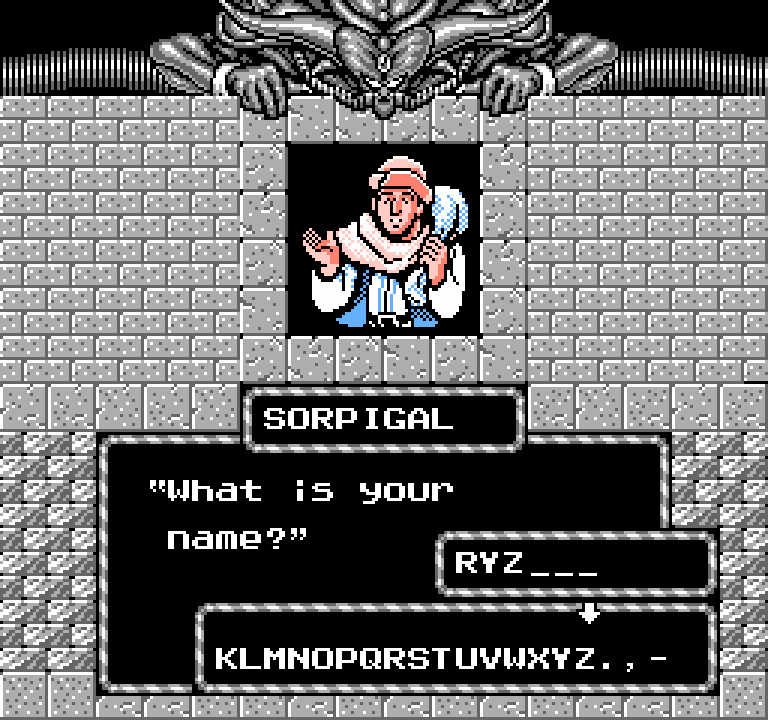 SORPIGAL
"What is your
name?"
RYZ___
KLMNOPQRSTUVWXYZ.,-